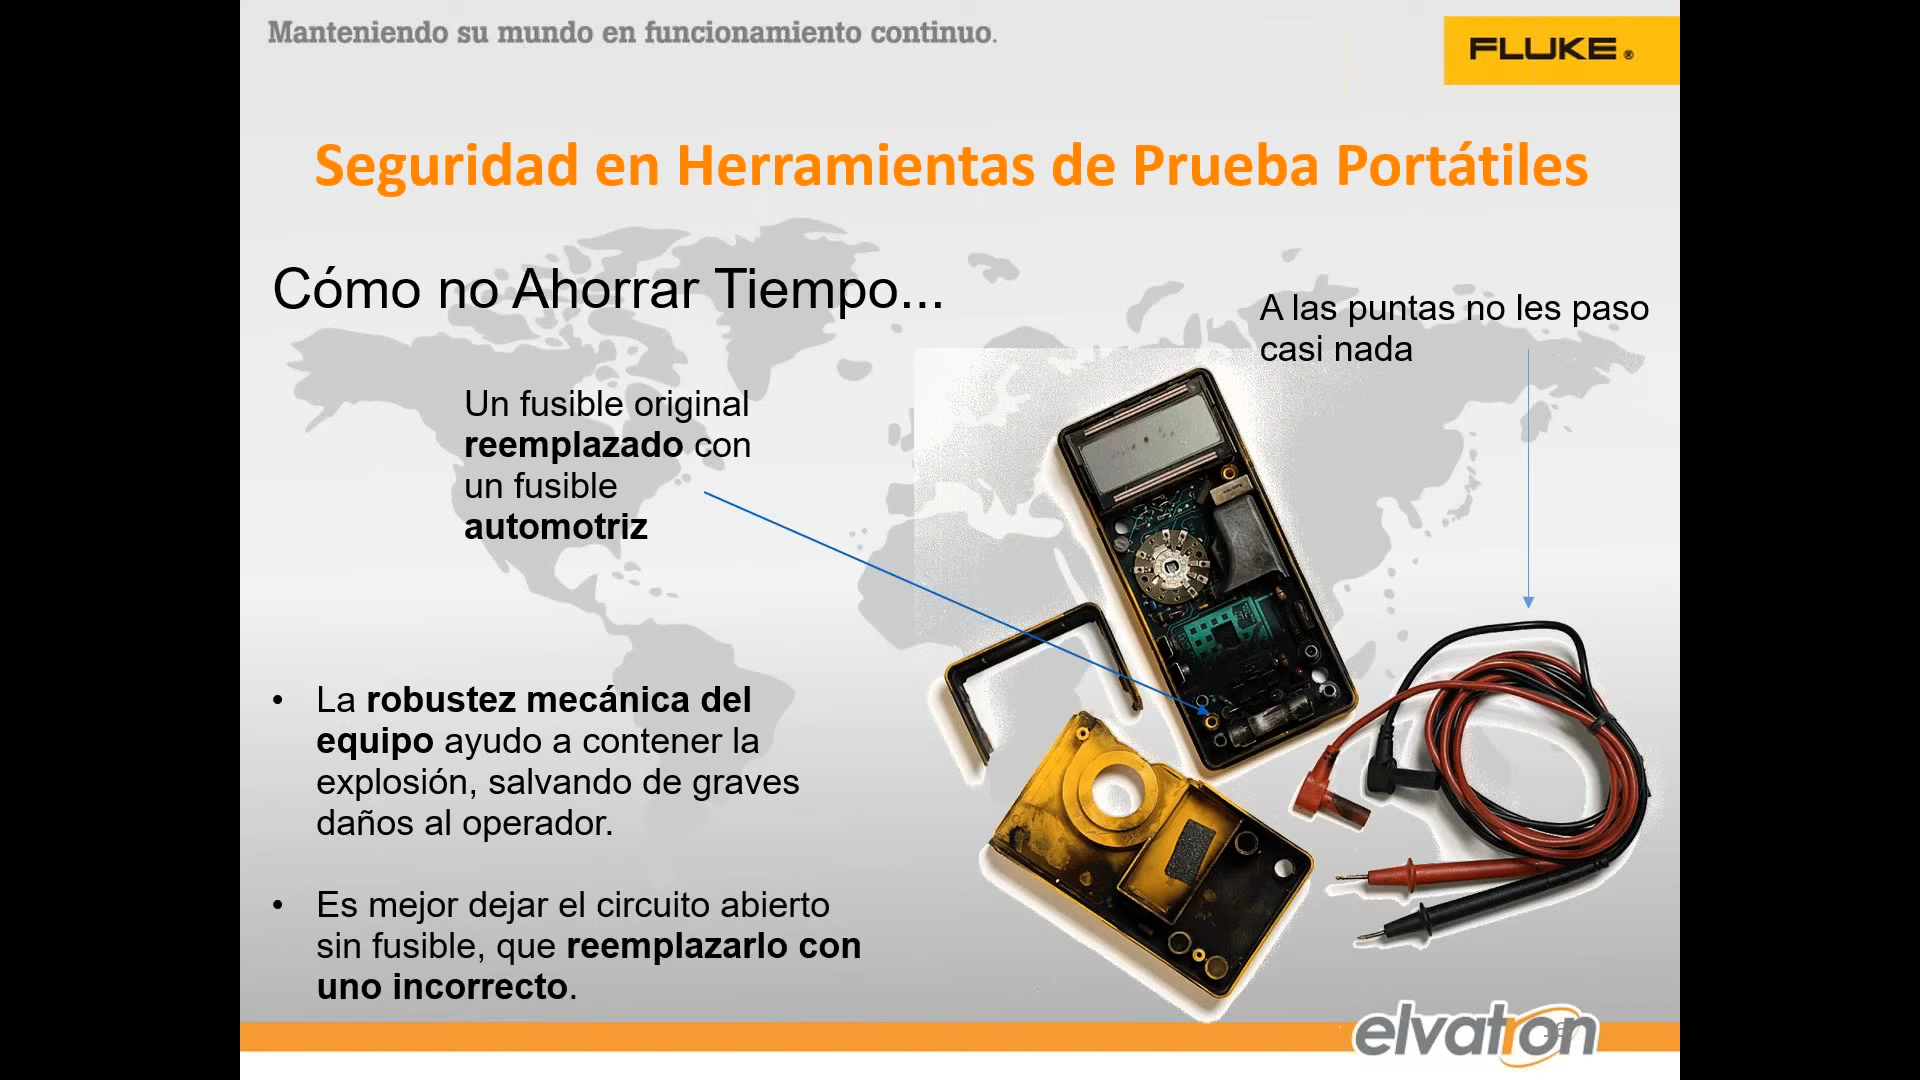 Manteniendo su mundo en funcionamiento continuo.
FLUKE ®
Seguridad en Herramientas de Prueba Portátiles
Cómo no Ahorrar Tiempo...
A las puntas no les paso
casi nada
Un fusible original
reemplazado con
un fusible
automotriz
• La robustez mecánica del
equipo ayudo a contener la
explosión, salvando de graves
daños al operador.
• Es mejor dejar el circuito abierto
sin fusible, que reemplazarlo con
uno incorrecto.
elvatron